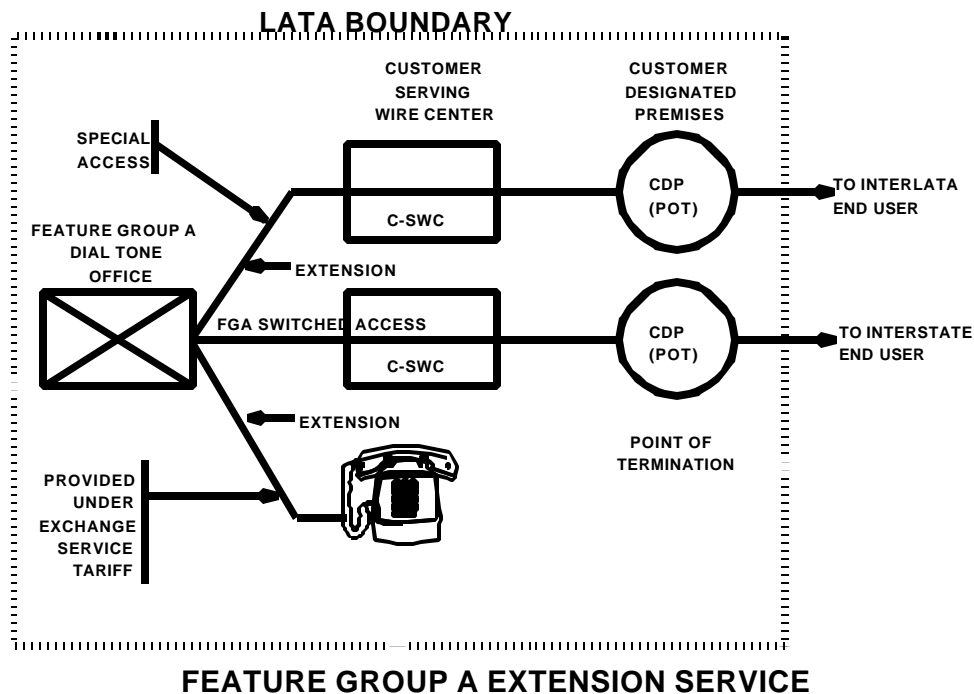 LATA BOUNDARY
CUSTOMER
SERVING
WIRE CENTER
CUSTOMER
DESIGNATED
PREMISES
SPECIAL
ACCESS
CDP
(POT)
TO INTERLATA
END USER
C-SWC
FEATURE GROUP A
DIAL TONE
OFFICE
EXTENSION
FGA SWITCHED ACCESS
CDP
(POT)
TO INTERSTATE
END USER
C-SWC
EXTENSION
POINT OF
TERMINATION
PROVIDED
UNDER
EXCHANGE
SERVICE
TARIFF
FEATURE GROUP A EXTENSION SERVICE